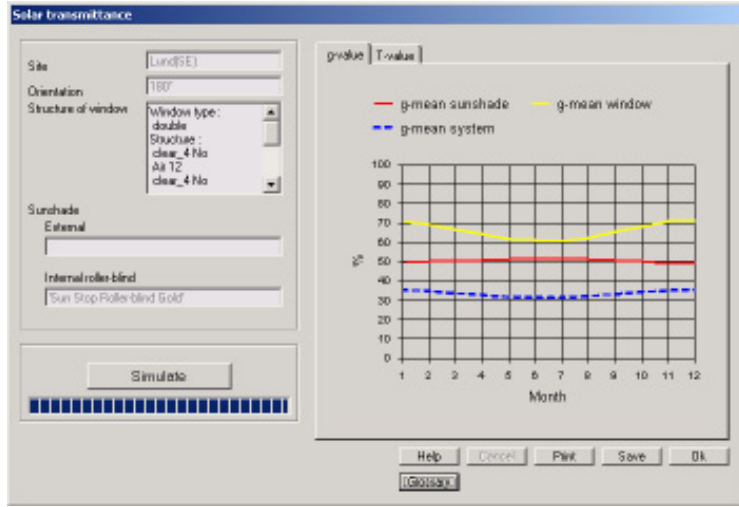 Solar transmittance
Site Lund(SE)
Orientation 180°
Structure of window
Window type :
double
Structure :
clear_4 No
Air 12
clear_4 No
Sunshade
External
Internal roller-blind
'Sun Stop Roller-blind Gold'
Simulate
g-value T-value
g-mean sunshade g-mean window
g-mean system
100
90
80
70
60
50
40
30
20
10
0
%
1 2 3 4 5 6 7 8 9 10 11 12
Month
Help Cancel Print Save Ok
Glossary